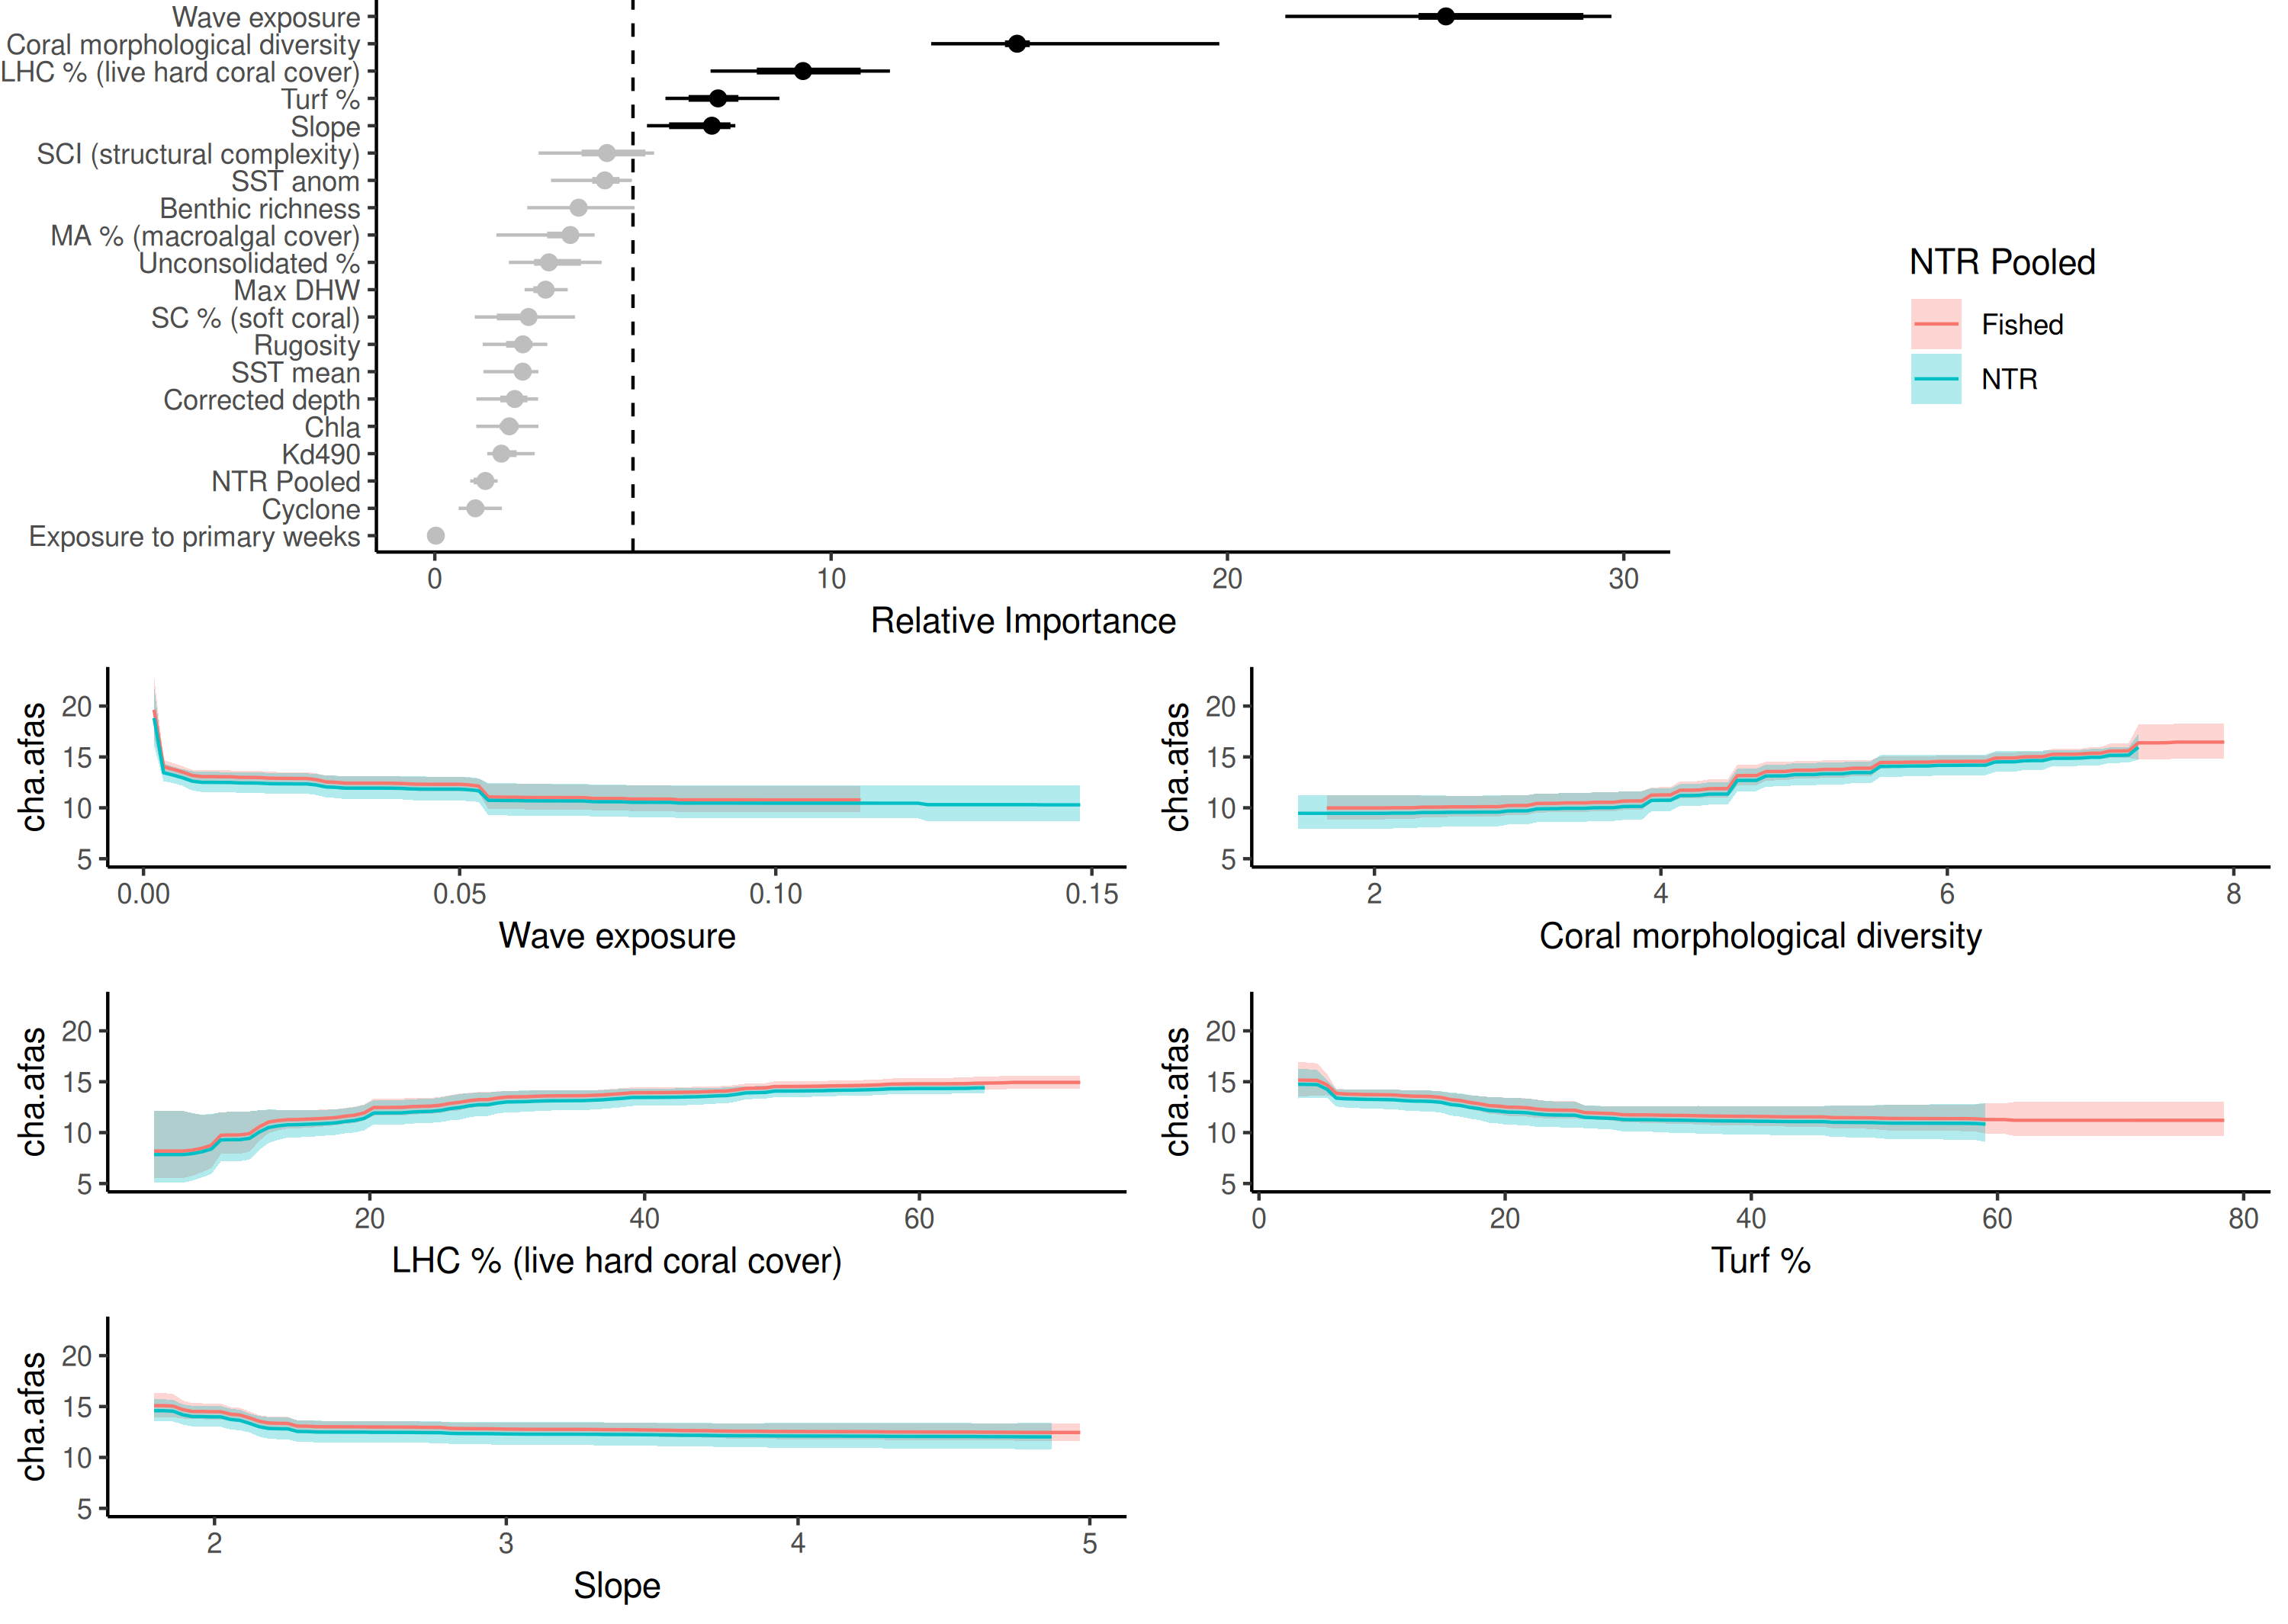 Wave exposure
Coral morphological diversity
LHC % (live hard coral cover)
Turf %
Slope
SCI (structural complexity)
SST anom
Benthic richness
MA % (macroalgal cover)
Unconsolidated %
Max DHW
SC % (soft coral)
Rugosity
SST mean
Corrected depth
Chla
Kd490
NTR Pooled
Cyclone
Exposure to primary weeks
0 10 20 30
Relative Importance
NTR Pooled
Fished
NTR
cha.afas
20
15
10
5
0.00 0.05 0.10 0.15
Wave exposure
cha.afas
20
15
10
5
2 4 6 8
Coral morphological diversity
cha.afas
20
15
10
5
20 40 60
LHC % (live hard coral cover)
cha.afas
20
15
10
5
0 20 40 60 80
Turf %
cha.afas
20
15
10
5
2 3 4 5
Slope